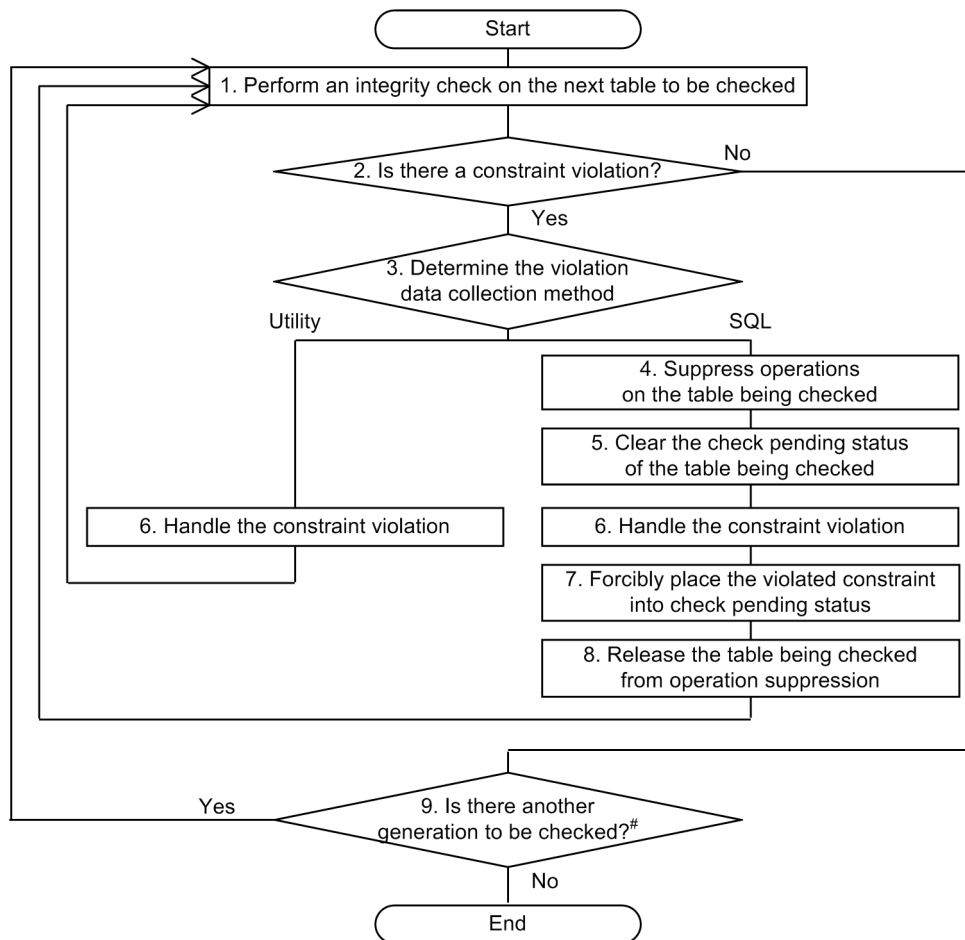 Start
1. Perform an integrity check on the next table to be checked
2. Is there a constraint violation?
No
Yes
3. Determine the violation
data collection method
Utility
SQL
4. Suppress operations
on the table being checked
5. Clear the check pending status
of the table being checked
6. Handle the constraint violation
6. Handle the constraint violation
7. Forcibly place the violated constraint
into check pending status
8. Release the table being checked
from operation suppression
Yes
9. Is there another
generation to be checked?#
No
End